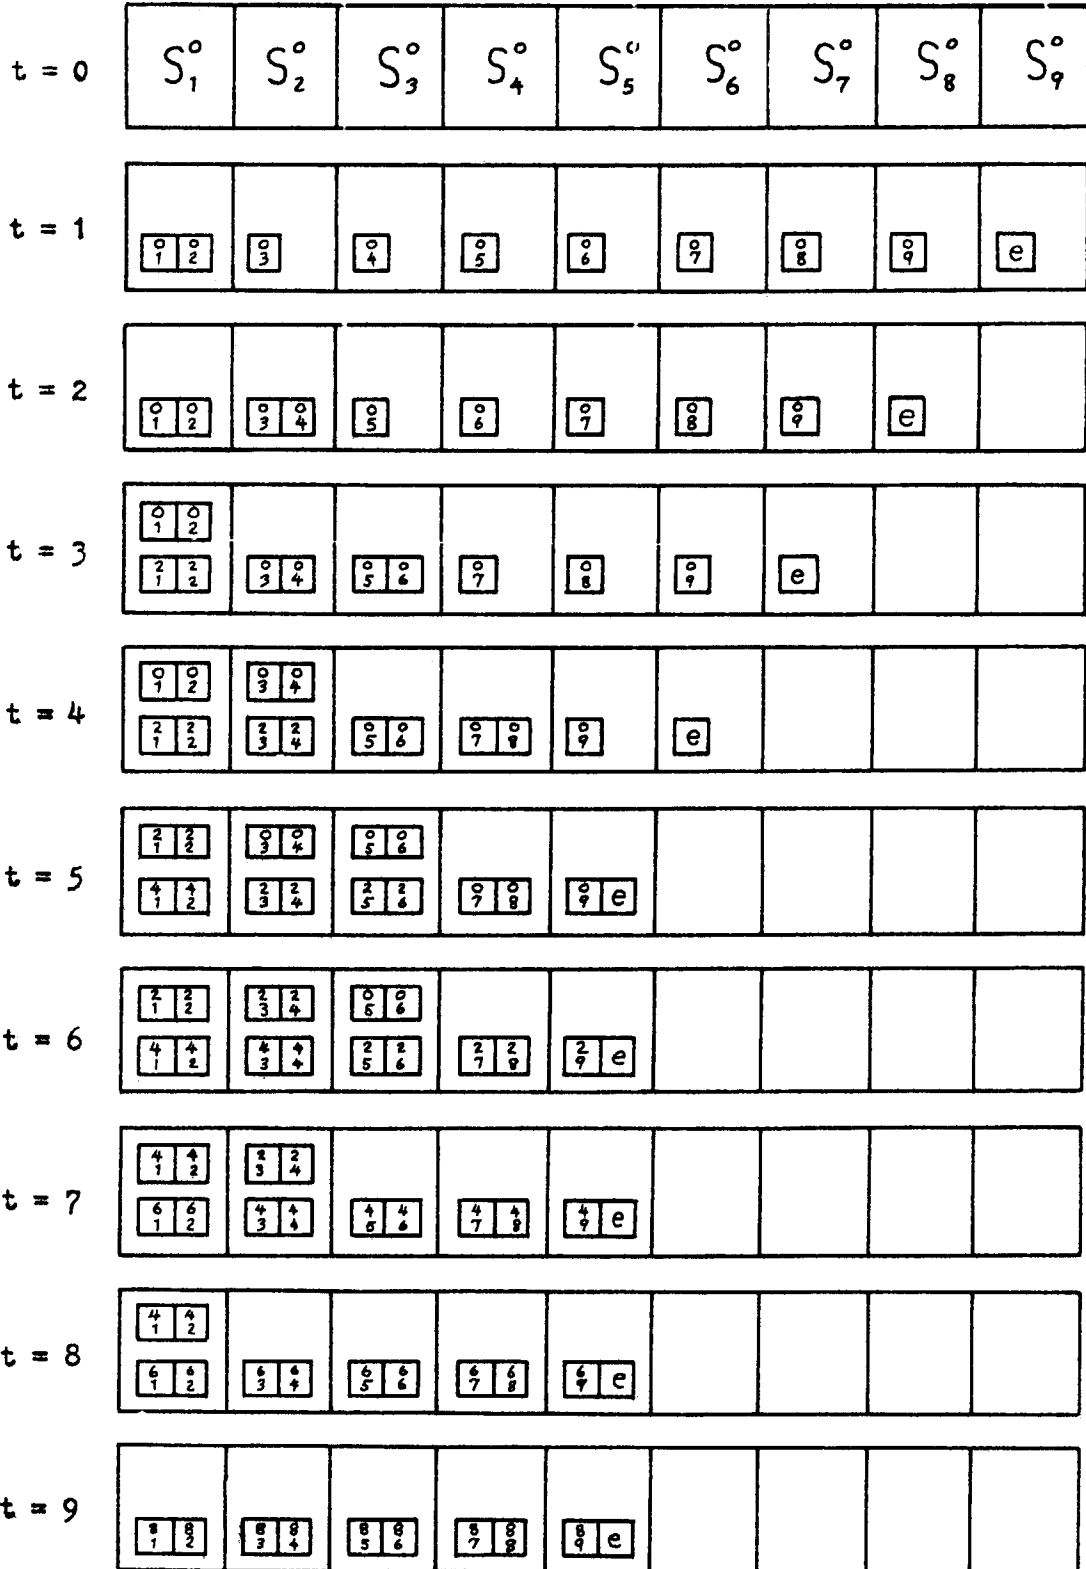 t = 0 S₁⁰ S₂⁰ S₃⁰ S₄⁰ S₅⁰ S₆⁰ S₇⁰ S₈⁰ S₉⁰
t = 1
0 0 0 0 0 0 0 0 0
1 2 3 4 5 6 7 8 9 e
t = 2
0 0 0 0 0 0 0 0 0
1 2 3 4 5 6 7 8 9 e
t = 3
0 0
1 2
2 2 0 0 0 0 0 0 0
1 2 3 4 5 6 7 8 9 e
t = 4
0 0 0 0
1 2 3 4
2 2 2 2 0 0 0 0 0
1 2 3 4 5 6 7 8 9 e
t = 5
2 2 0 0 0 0
1 2 3 4 5 6
4 4 2 2 2 2 0 0 0
1 2 3 4 5 6 7 8 9 e
t = 6
2 2 2 2 0 0
1 2 3 4 5 6
4 4 4 4 2 2 2 2 2
1 2 3 4 5 6 7 8 9 e
t = 7
4 4 2 2
1 2 3 4
6 6 4 4 4 4 4 4 4
1 2 3 4 5 6 7 8 9 e
t = 8
4 4
1 2
6 6 6 6 6 6 6 6 6
1 2 3 4 5 6 7 8 9 e
t = 9
8 8 8 8 8 8 8 8 8
1 2 3 4 5 6 7 8 9 e